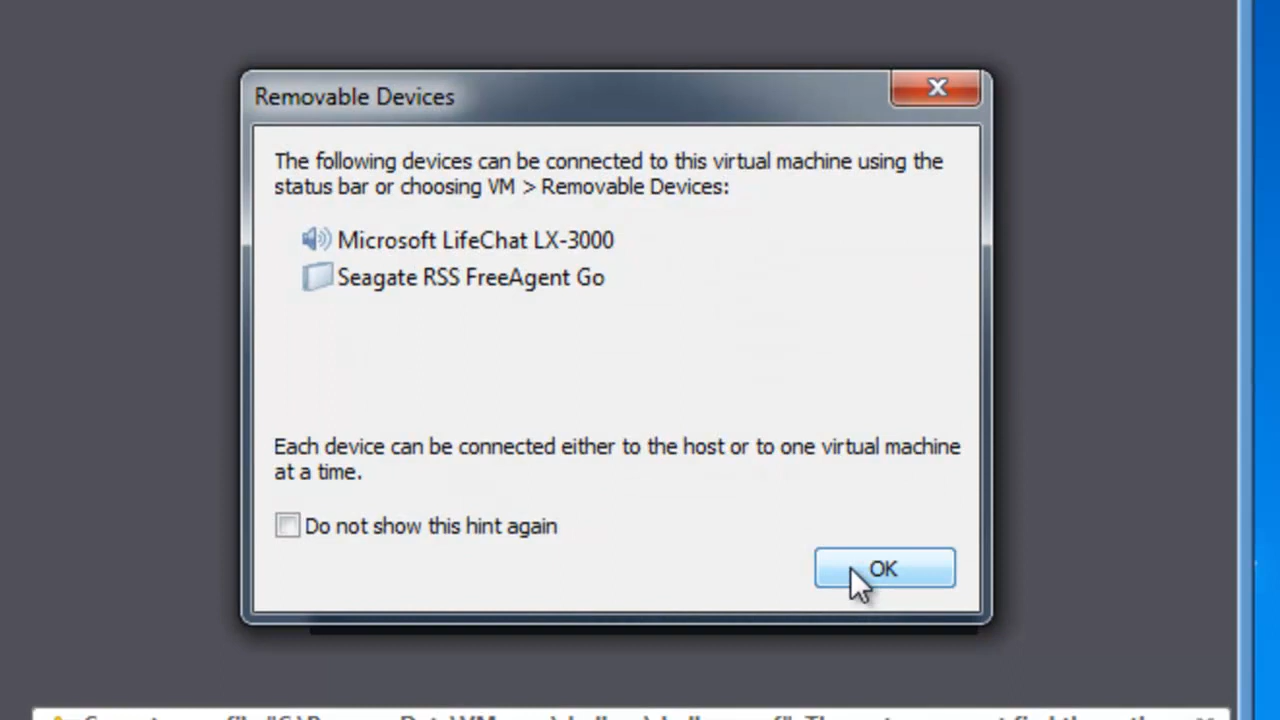 Removable Devices
The following devices can be connected to this virtual machine using the
status bar or choosing VM > Removable Devices:
Microsoft LifeChat LX-3000
Seagate RSS FreeAgent Go
Each device can be connected either to the host or to one virtual machine
at a time.
Do not show this hint again
OK